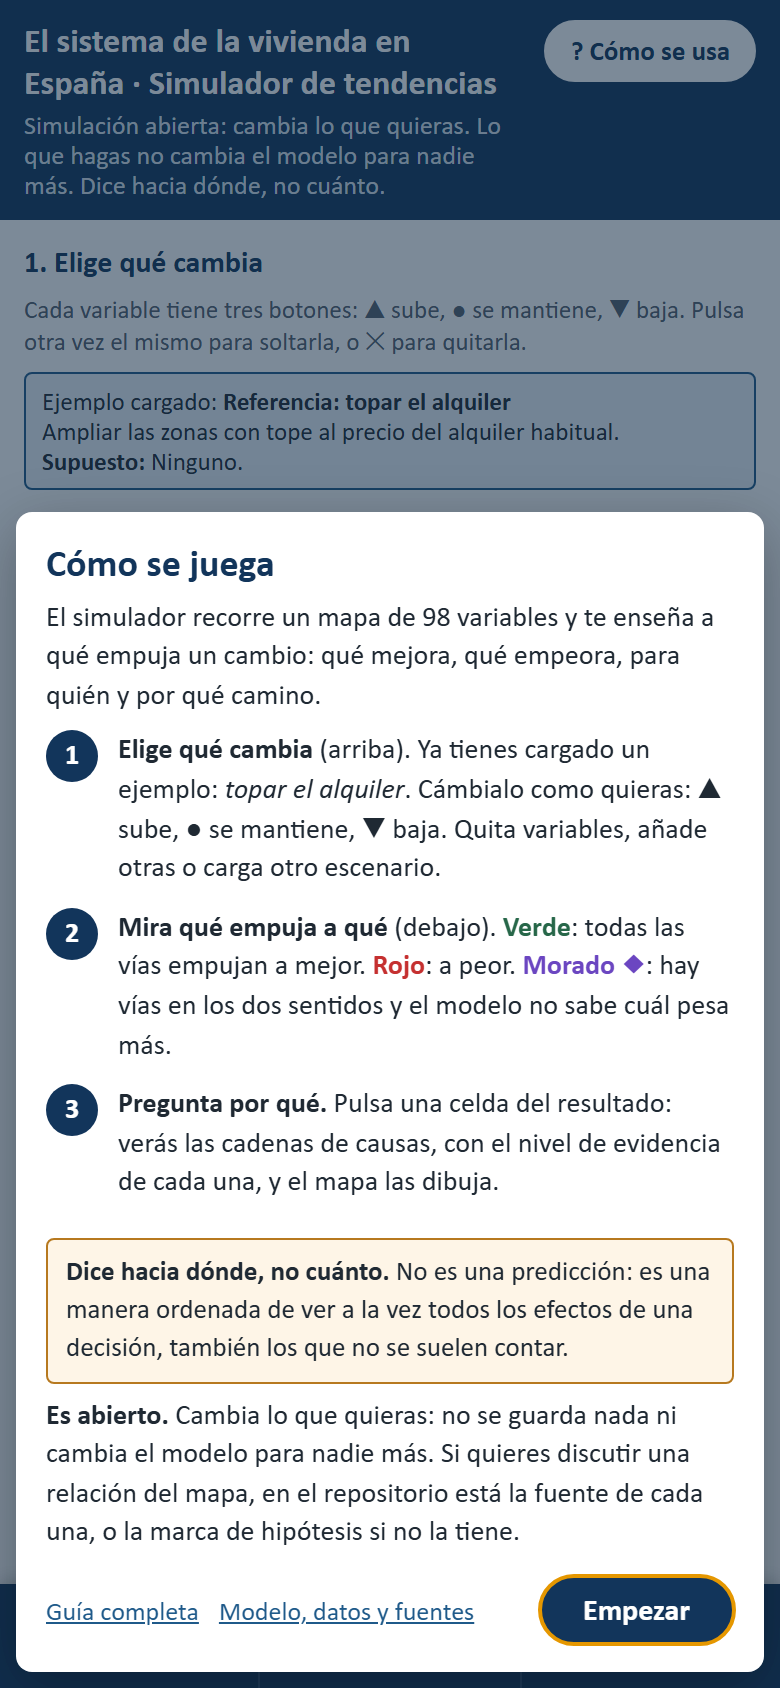 El sistema de la vivienda en
España · Simulador de tendencias
? Cómo se usa
Simulación abierta: cambia lo que quieras. Lo
que hagas no cambia el modelo para nadie
más. Dice hacia dónde, no cuánto.
1. Elige qué cambia
Cada variable tiene tres botones: ▲ sube, ● se mantiene, ▼ baja. Pulsa
otra vez el mismo para soltarla, o ✕ para quitarla.
Ejemplo cargado: Referencia: topar el alquiler
Ampliar las zonas con tope al precio del alquiler habitual.
Supuesto: Ninguno.
Cómo se juega
El simulador recorre un mapa de 98 variables y te enseña a
qué empuja un cambio: qué mejora, qué empeora, para
quién y por qué camino.
1 Elige qué cambia (arriba). Ya tienes cargado un
ejemplo: topar el alquiler. Cámbialo como quieras: ▲
sube, ● se mantiene, ▼ baja. Quita variables, añade
otras o carga otro escenario.
2 Mira qué empuja a qué (debajo). Verde: todas las
vías empujan a mejor. Rojo: a peor. Morado ◆: hay
vías en los dos sentidos y el modelo no sabe cuál pesa
más.
3 Pregunta por qué. Pulsa una celda del resultado:
verás las cadenas de causas, con el nivel de evidencia
de cada una, y el mapa las dibuja.
Dice hacia dónde, no cuánto. No es una predicción: es una
manera ordenada de ver a la vez todos los efectos de una
decisión, también los que no se suelen contar.
Es abierto. Cambia lo que quieras: no se guarda nada ni
cambia el modelo para nadie más. Si quieres discutir una
relación del mapa, en el repositorio está la fuente de cada
una, o la marca de hipótesis si no la tiene.
Guía completa Modelo, datos y fuentes Empezar